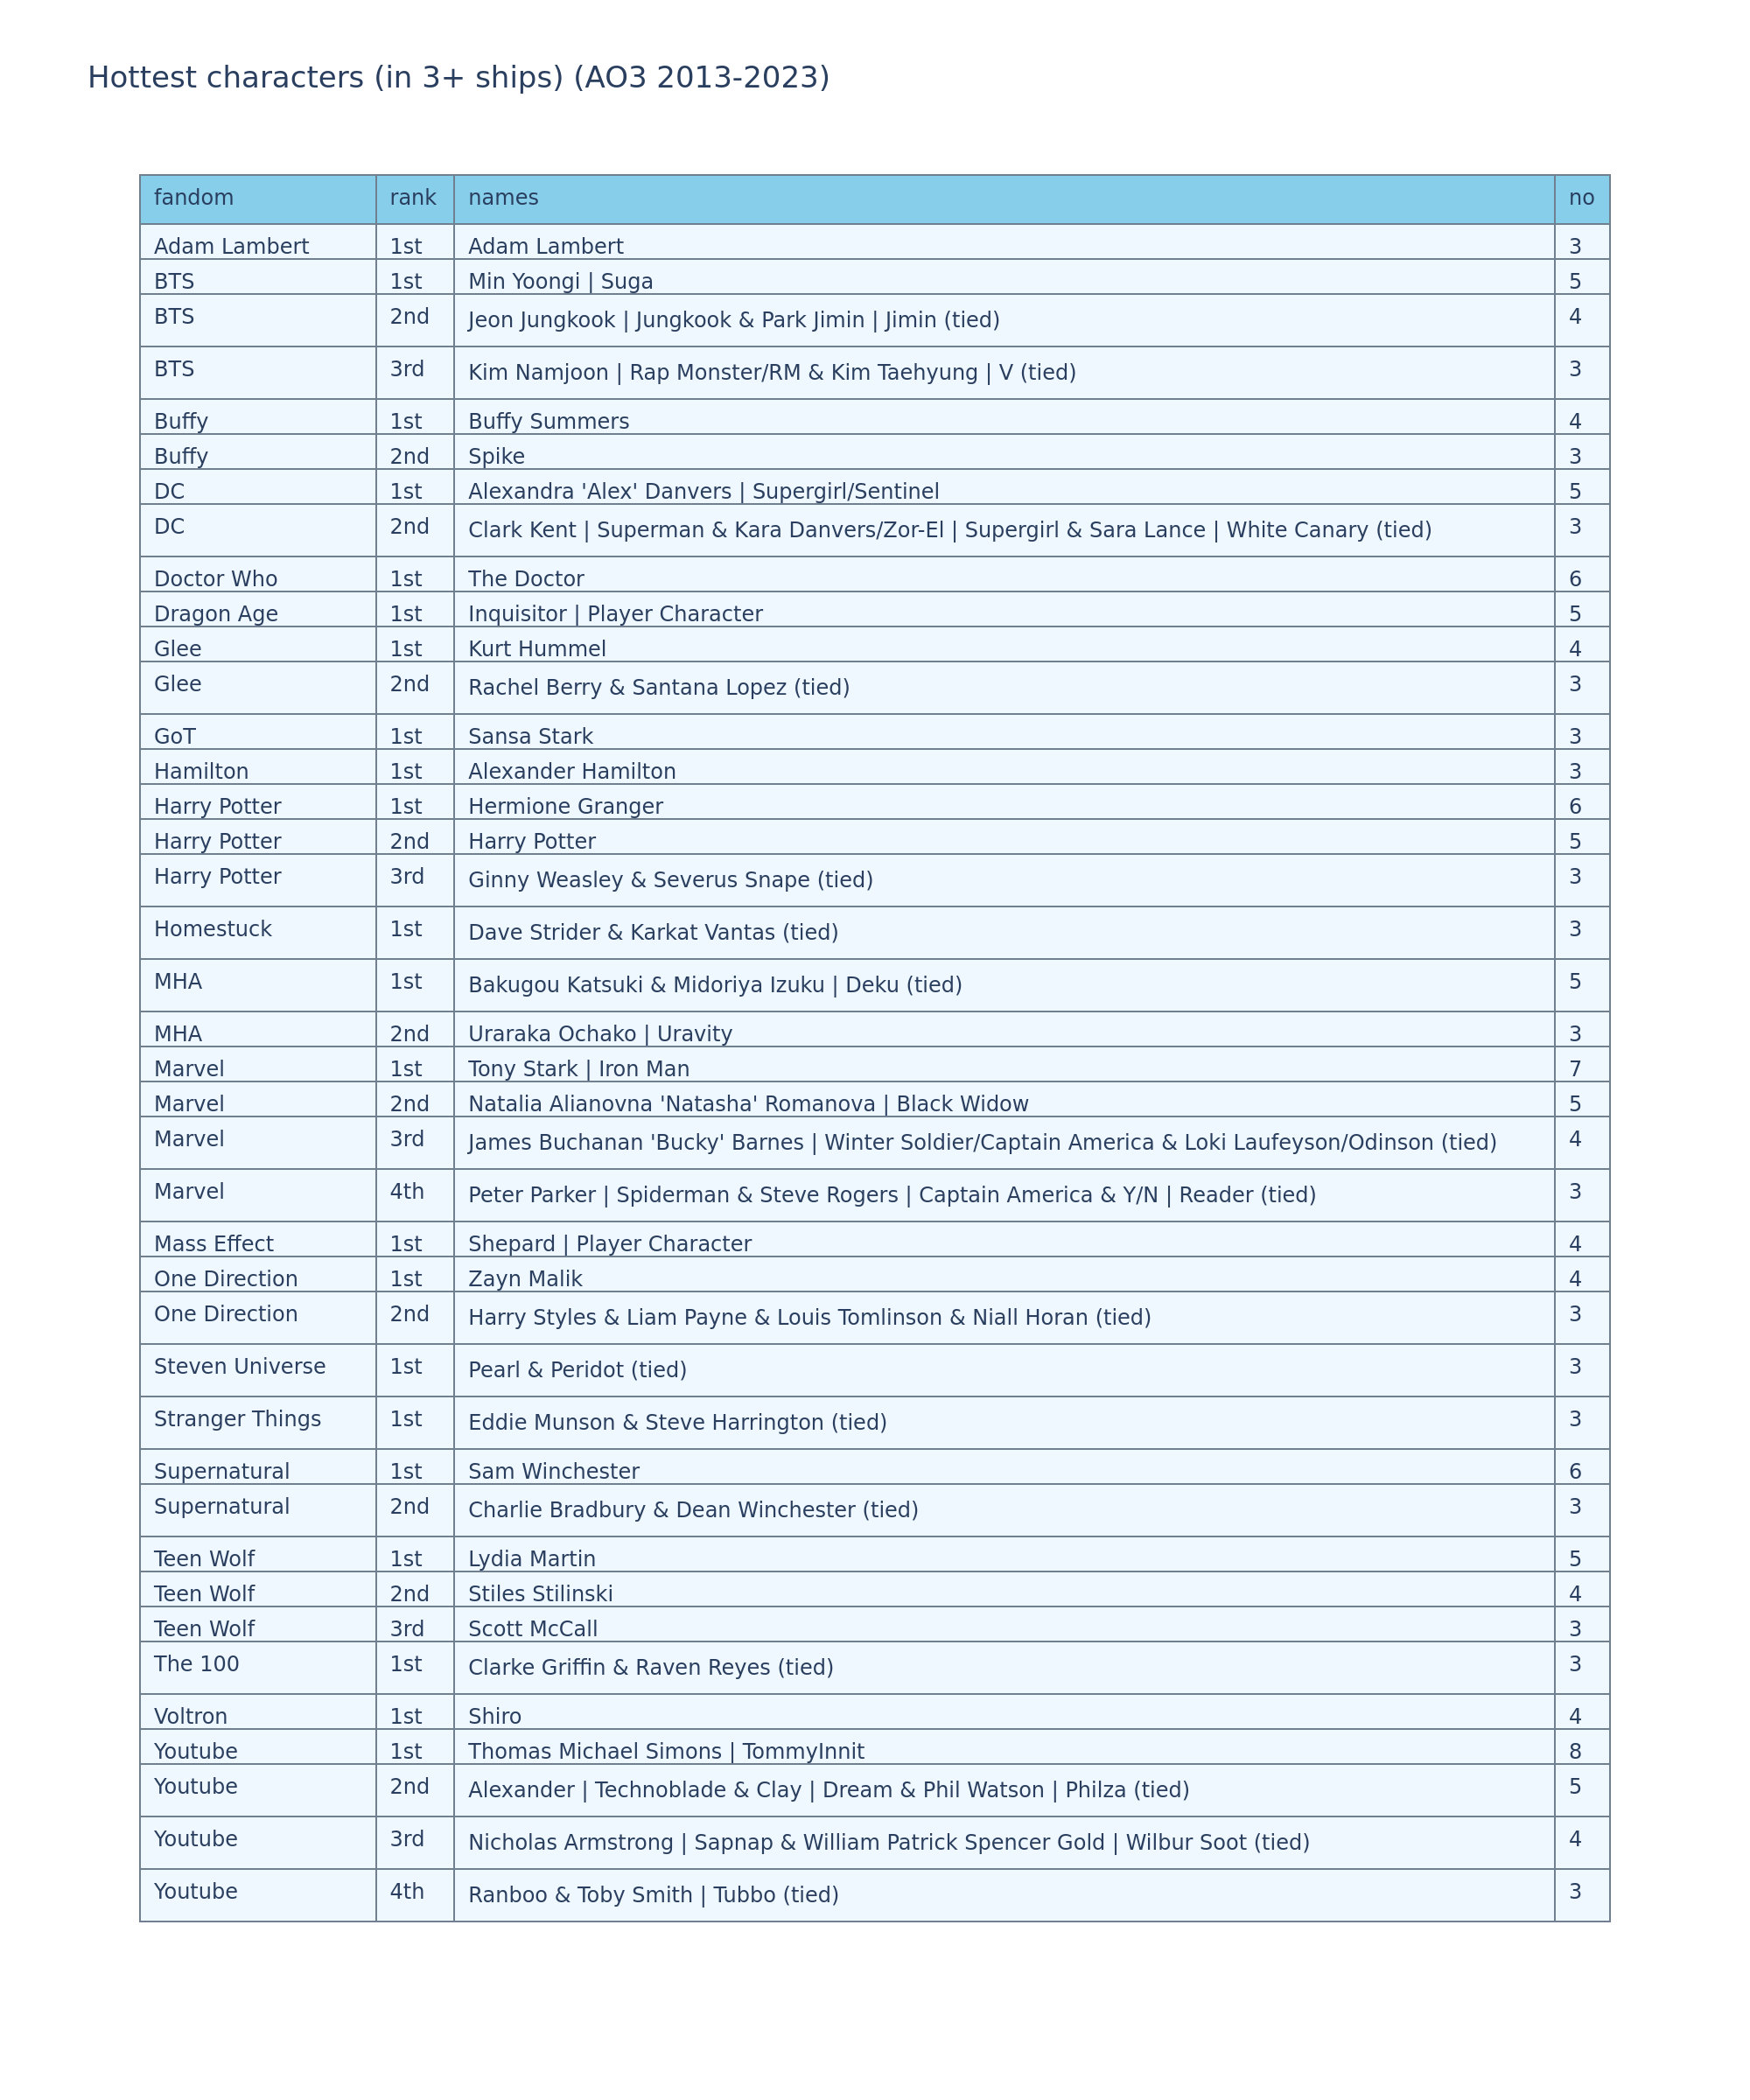 Hottest characters (in 3+ ships) (AO3 2013-2023)
fandom rank names no
Adam Lambert 1st Adam Lambert 3
BTS 1st Min Yoongi | Suga 5
BTS 2nd Jeon Jungkook | Jungkook & Park Jimin | Jimin (tied) 4
BTS 3rd Kim Namjoon | Rap Monster/RM & Kim Taehyung | V (tied) 3
Buffy 1st Buffy Summers 4
Buffy 2nd Spike 3
DC 1st Alexandra 'Alex' Danvers | Supergirl/Sentinel 5
DC 2nd Clark Kent | Superman & Kara Danvers/Zor-El | Supergirl & Sara Lance | White Canary (tied) 3
Doctor Who 1st The Doctor 6
Dragon Age 1st Inquisitor | Player Character 5
Glee 1st Kurt Hummel 4
Glee 2nd Rachel Berry & Santana Lopez (tied) 3
GoT 1st Sansa Stark 3
Hamilton 1st Alexander Hamilton 3
Harry Potter 1st Hermione Granger 6
Harry Potter 2nd Harry Potter 5
Harry Potter 3rd Ginny Weasley & Severus Snape (tied) 3
Homestuck 1st Dave Strider & Karkat Vantas (tied) 3
MHA 1st Bakugou Katsuki & Midoriya Izuku | Deku (tied) 5
MHA 2nd Uraraka Ochako | Uravity 3
Marvel 1st Tony Stark | Iron Man 7
Marvel 2nd Natalia Alianovna 'Natasha' Romanova | Black Widow 5
Marvel 3rd James Buchanan 'Bucky' Barnes | Winter Soldier/Captain America & Loki Laufeyson/Odinson (tied) 4
Marvel 4th Peter Parker | Spiderman & Steve Rogers | Captain America & Y/N | Reader (tied) 3
Mass Effect 1st Shepard | Player Character 4
One Direction 1st Zayn Malik 4
One Direction 2nd Harry Styles & Liam Payne & Louis Tomlinson & Niall Horan (tied) 3
Steven Universe 1st Pearl & Peridot (tied) 3
Stranger Things 1st Eddie Munson & Steve Harrington (tied) 3
Supernatural 1st Sam Winchester 6
Supernatural 2nd Charlie Bradbury & Dean Winchester (tied) 3
Teen Wolf 1st Lydia Martin 5
Teen Wolf 2nd Stiles Stilinski 4
Teen Wolf 3rd Scott McCall 3
The 100 1st Clarke Griffin & Raven Reyes (tied) 3
Voltron 1st Shiro 4
Youtube 1st Thomas Michael Simons | TommyInnit 8
Youtube 2nd Alexander | Technoblade & Clay | Dream & Phil Watson | Philza (tied) 5
Youtube 3rd Nicholas Armstrong | Sapnap & William Patrick Spencer Gold | Wilbur Soot (tied) 4
Youtube 4th Ranboo & Toby Smith | Tubbo (tied) 3